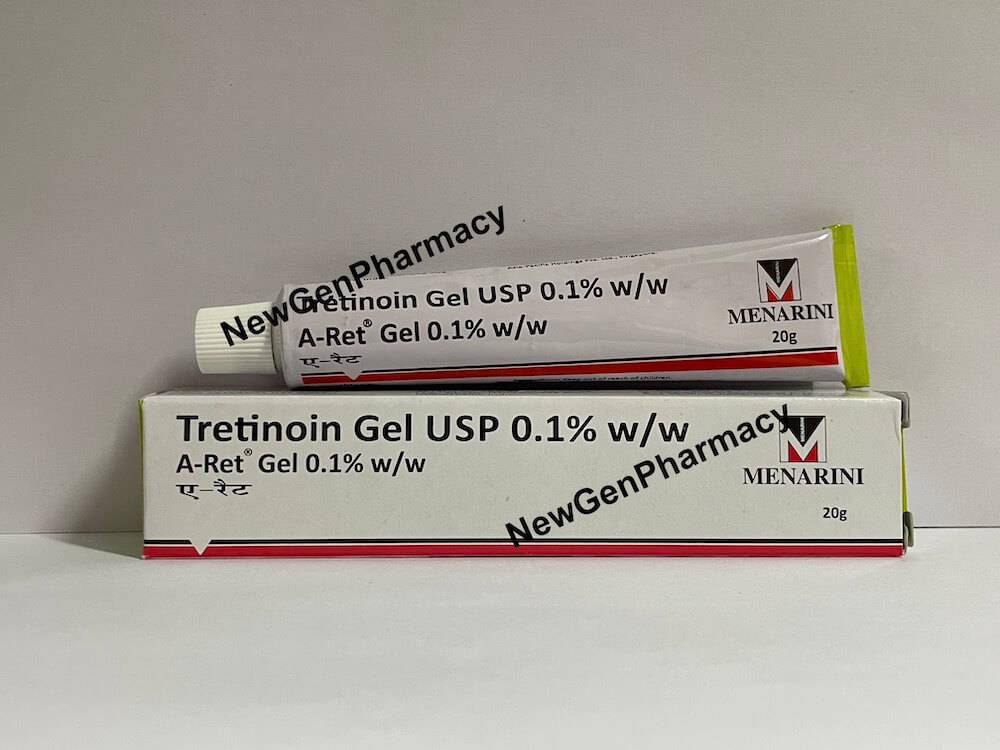 NewGenPharmacy
Tretinoin Gel USP 0.1% w/w
A-Ret® Gel 0.1% w/w
ए-रैट
MENARINI
20g
Tretinoin Gel USP 0.1% w/w
A-Ret® Gel 0.1% w/w
ए-रैट
NewGenPharmacy
MENARINI
20g